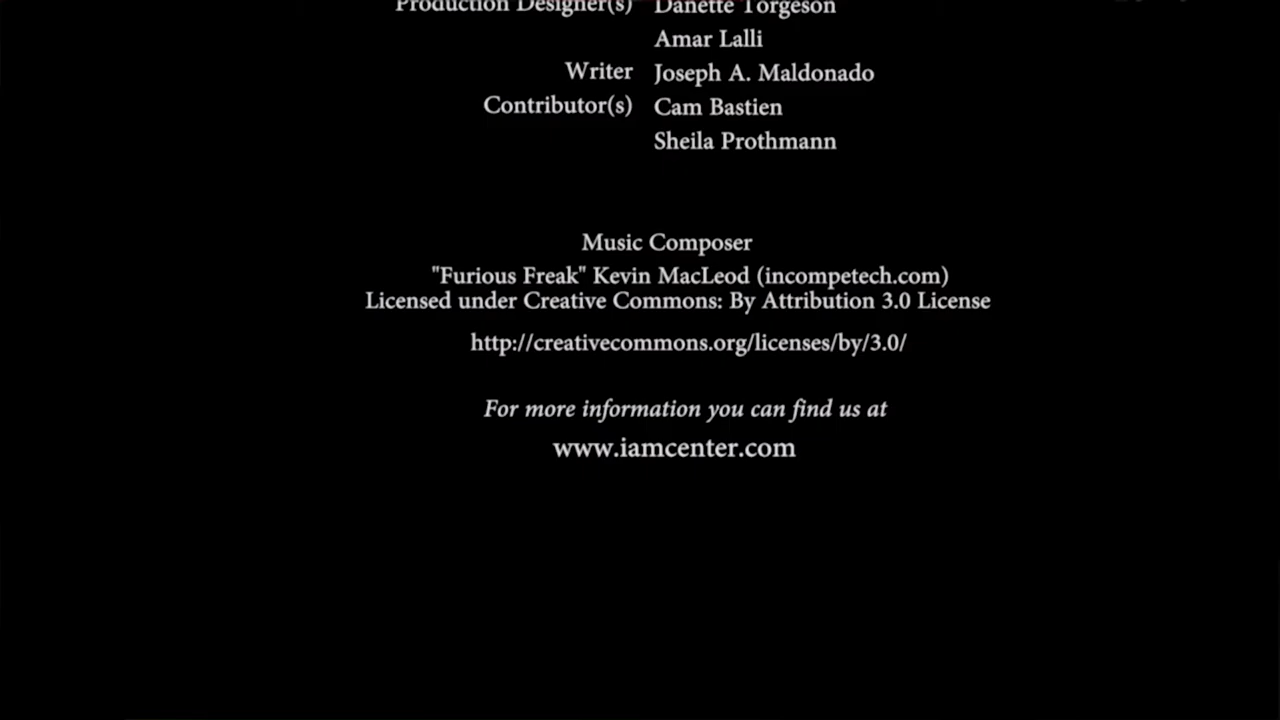 Production Designer(s) Danette Torgeson
Amar Lalli
Writer Joseph A. Maldonado
Contributor(s) Cam Bastien
Sheila Prothmann
Music Composer
"Furious Freak" Kevin MacLeod (incompetech.com)
Licensed under Creative Commons: By Attribution 3.0 License
http://creativecommons.org/licenses/by/3.0/
For more information you can find us at
www.iamcenter.com